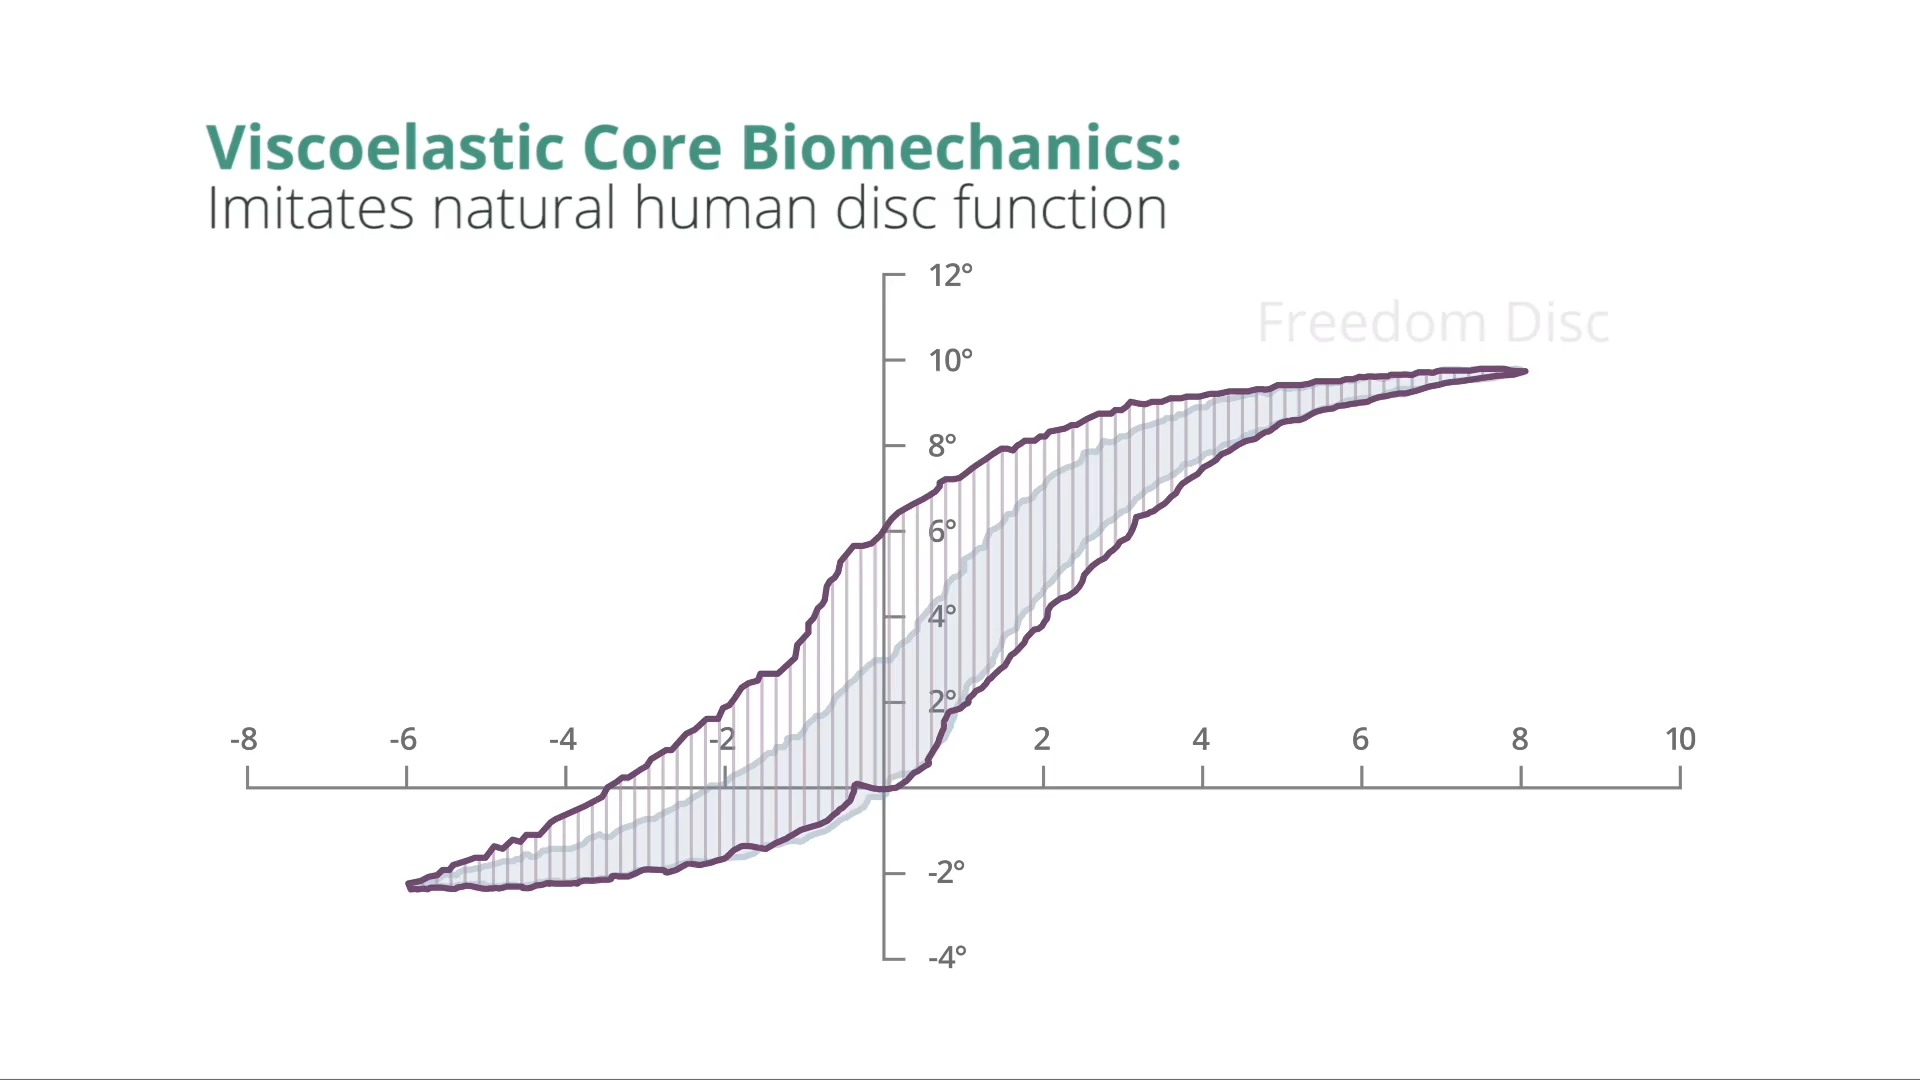 Viscoelastic Core Biomechanics:
Imitates natural human disc function
12°
Freedom Disc
10°
8°
6°
4°
2°
-8 -6 -4 -2 2 4 6 8 10
-2°
-4°